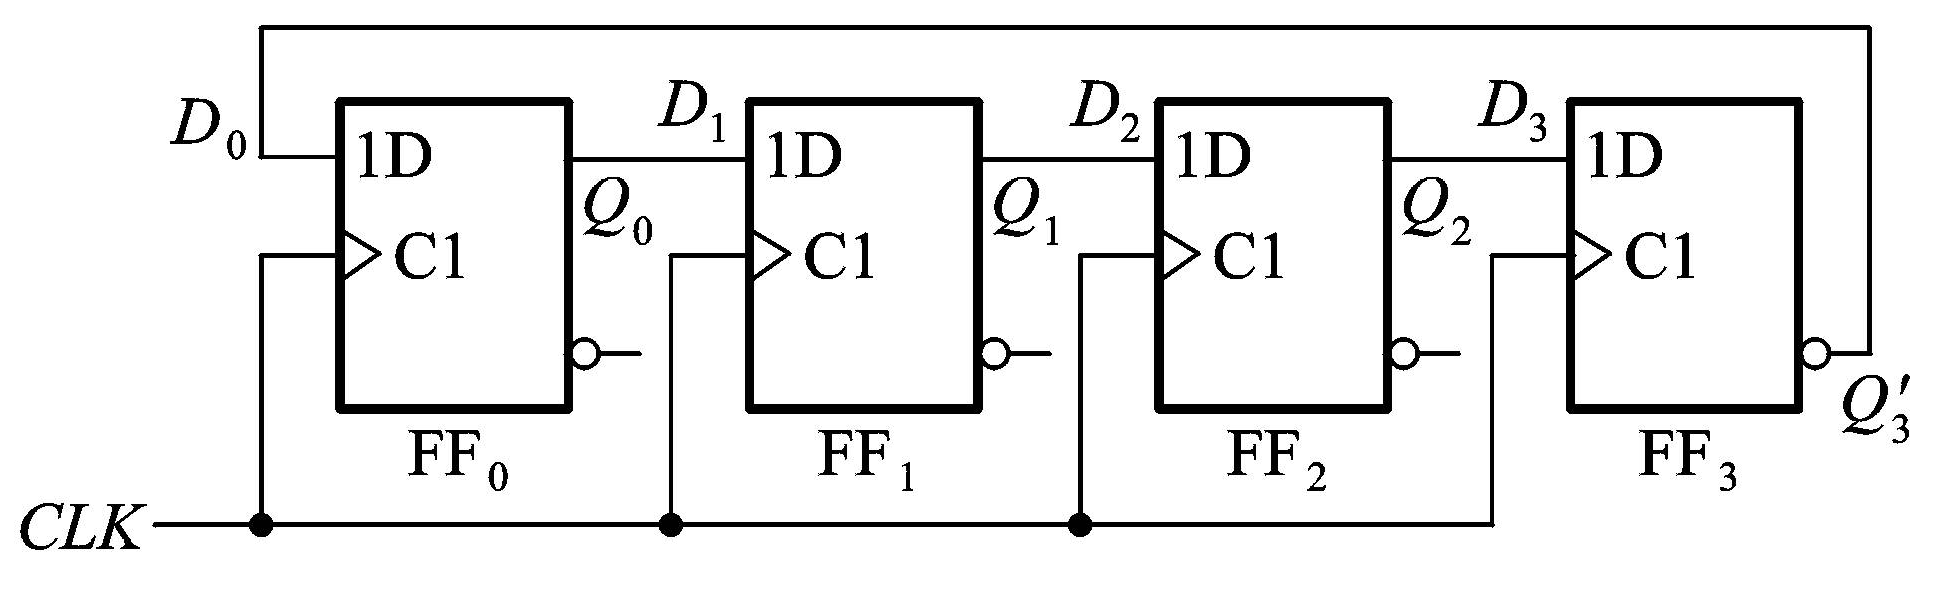 D₀ D₁ D₂ D₃
1D 1D 1D 1D
Q₀ Q₁ Q₂
C1 C1 C1 C1
Q′₃
FF₀ FF₁ FF₂ FF₃
CLK